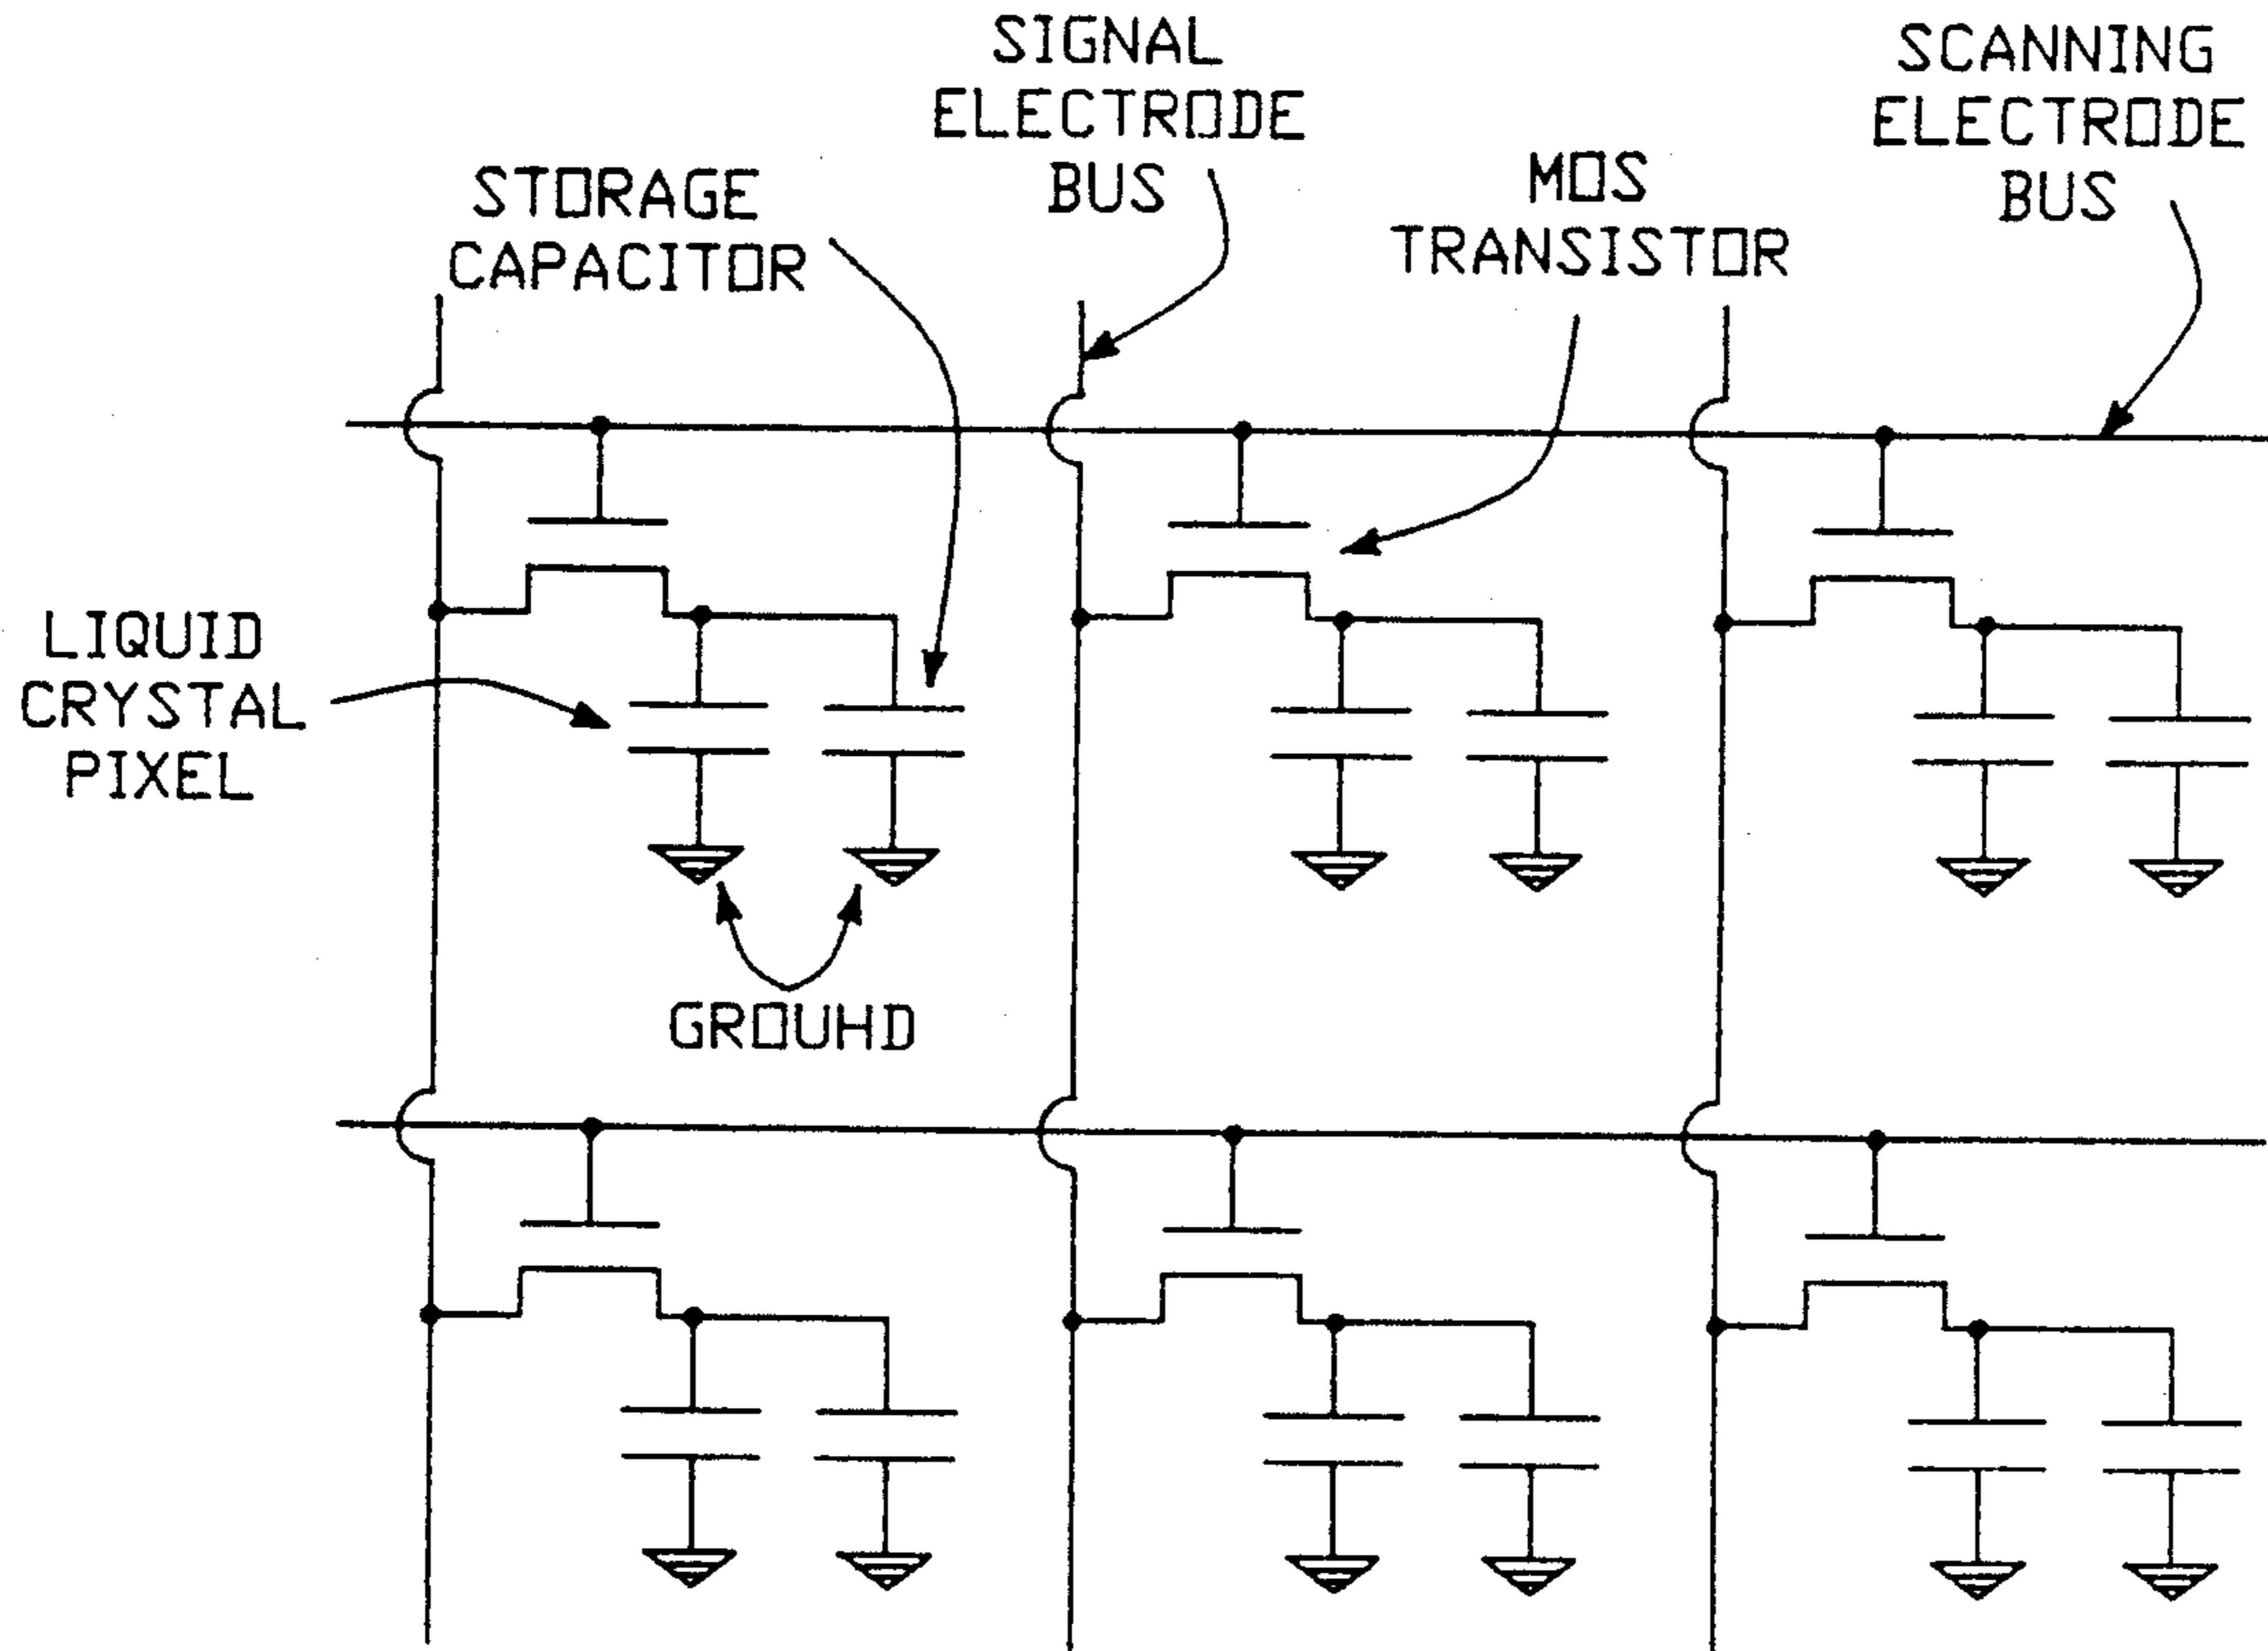 SIGNAL
ELECTRODE
BUS
SCANNING
ELECTRODE
BUS
STORAGE
CAPACITOR
MOS
TRANSISTOR
LIQUID
CRYSTAL
PIXEL
GROUHD